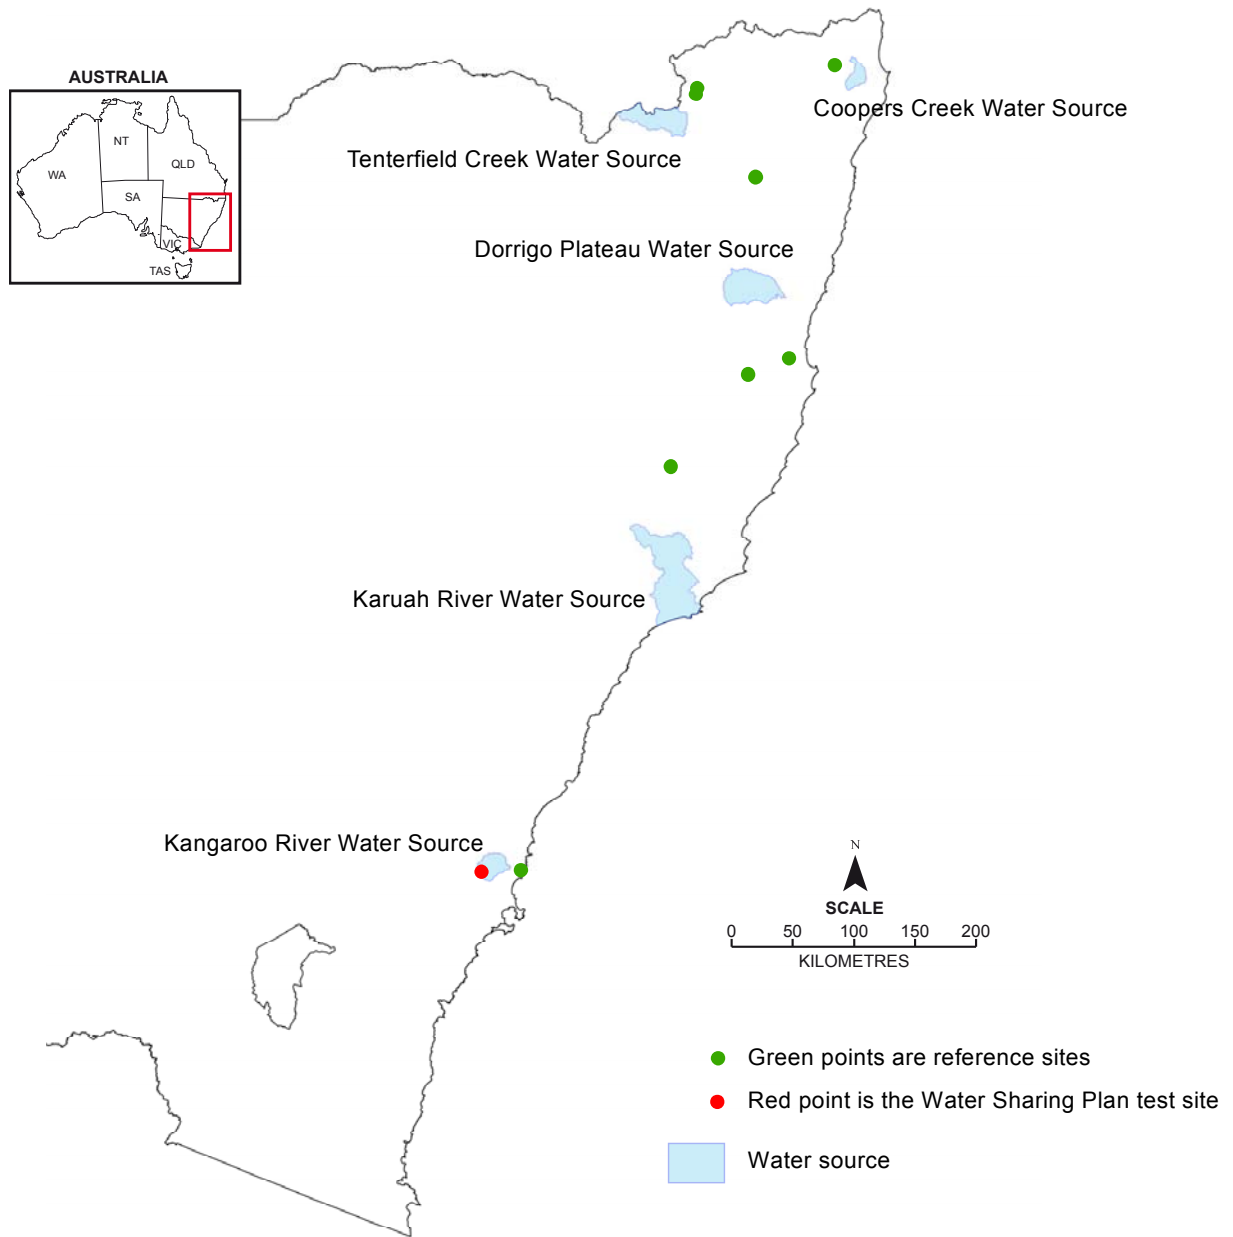 AUSTRALIA
NT
WA
QLD
SA
VIC
TAS
Coopers Creek Water Source
Tenterfield Creek Water Source
Dorrigo Plateau Water Source
Karuah River Water Source
Kangaroo River Water Source
N
SCALE
0 50 100 150 200
KILOMETRES
Green points are reference sites
Red point is the Water Sharing Plan test site
Water source